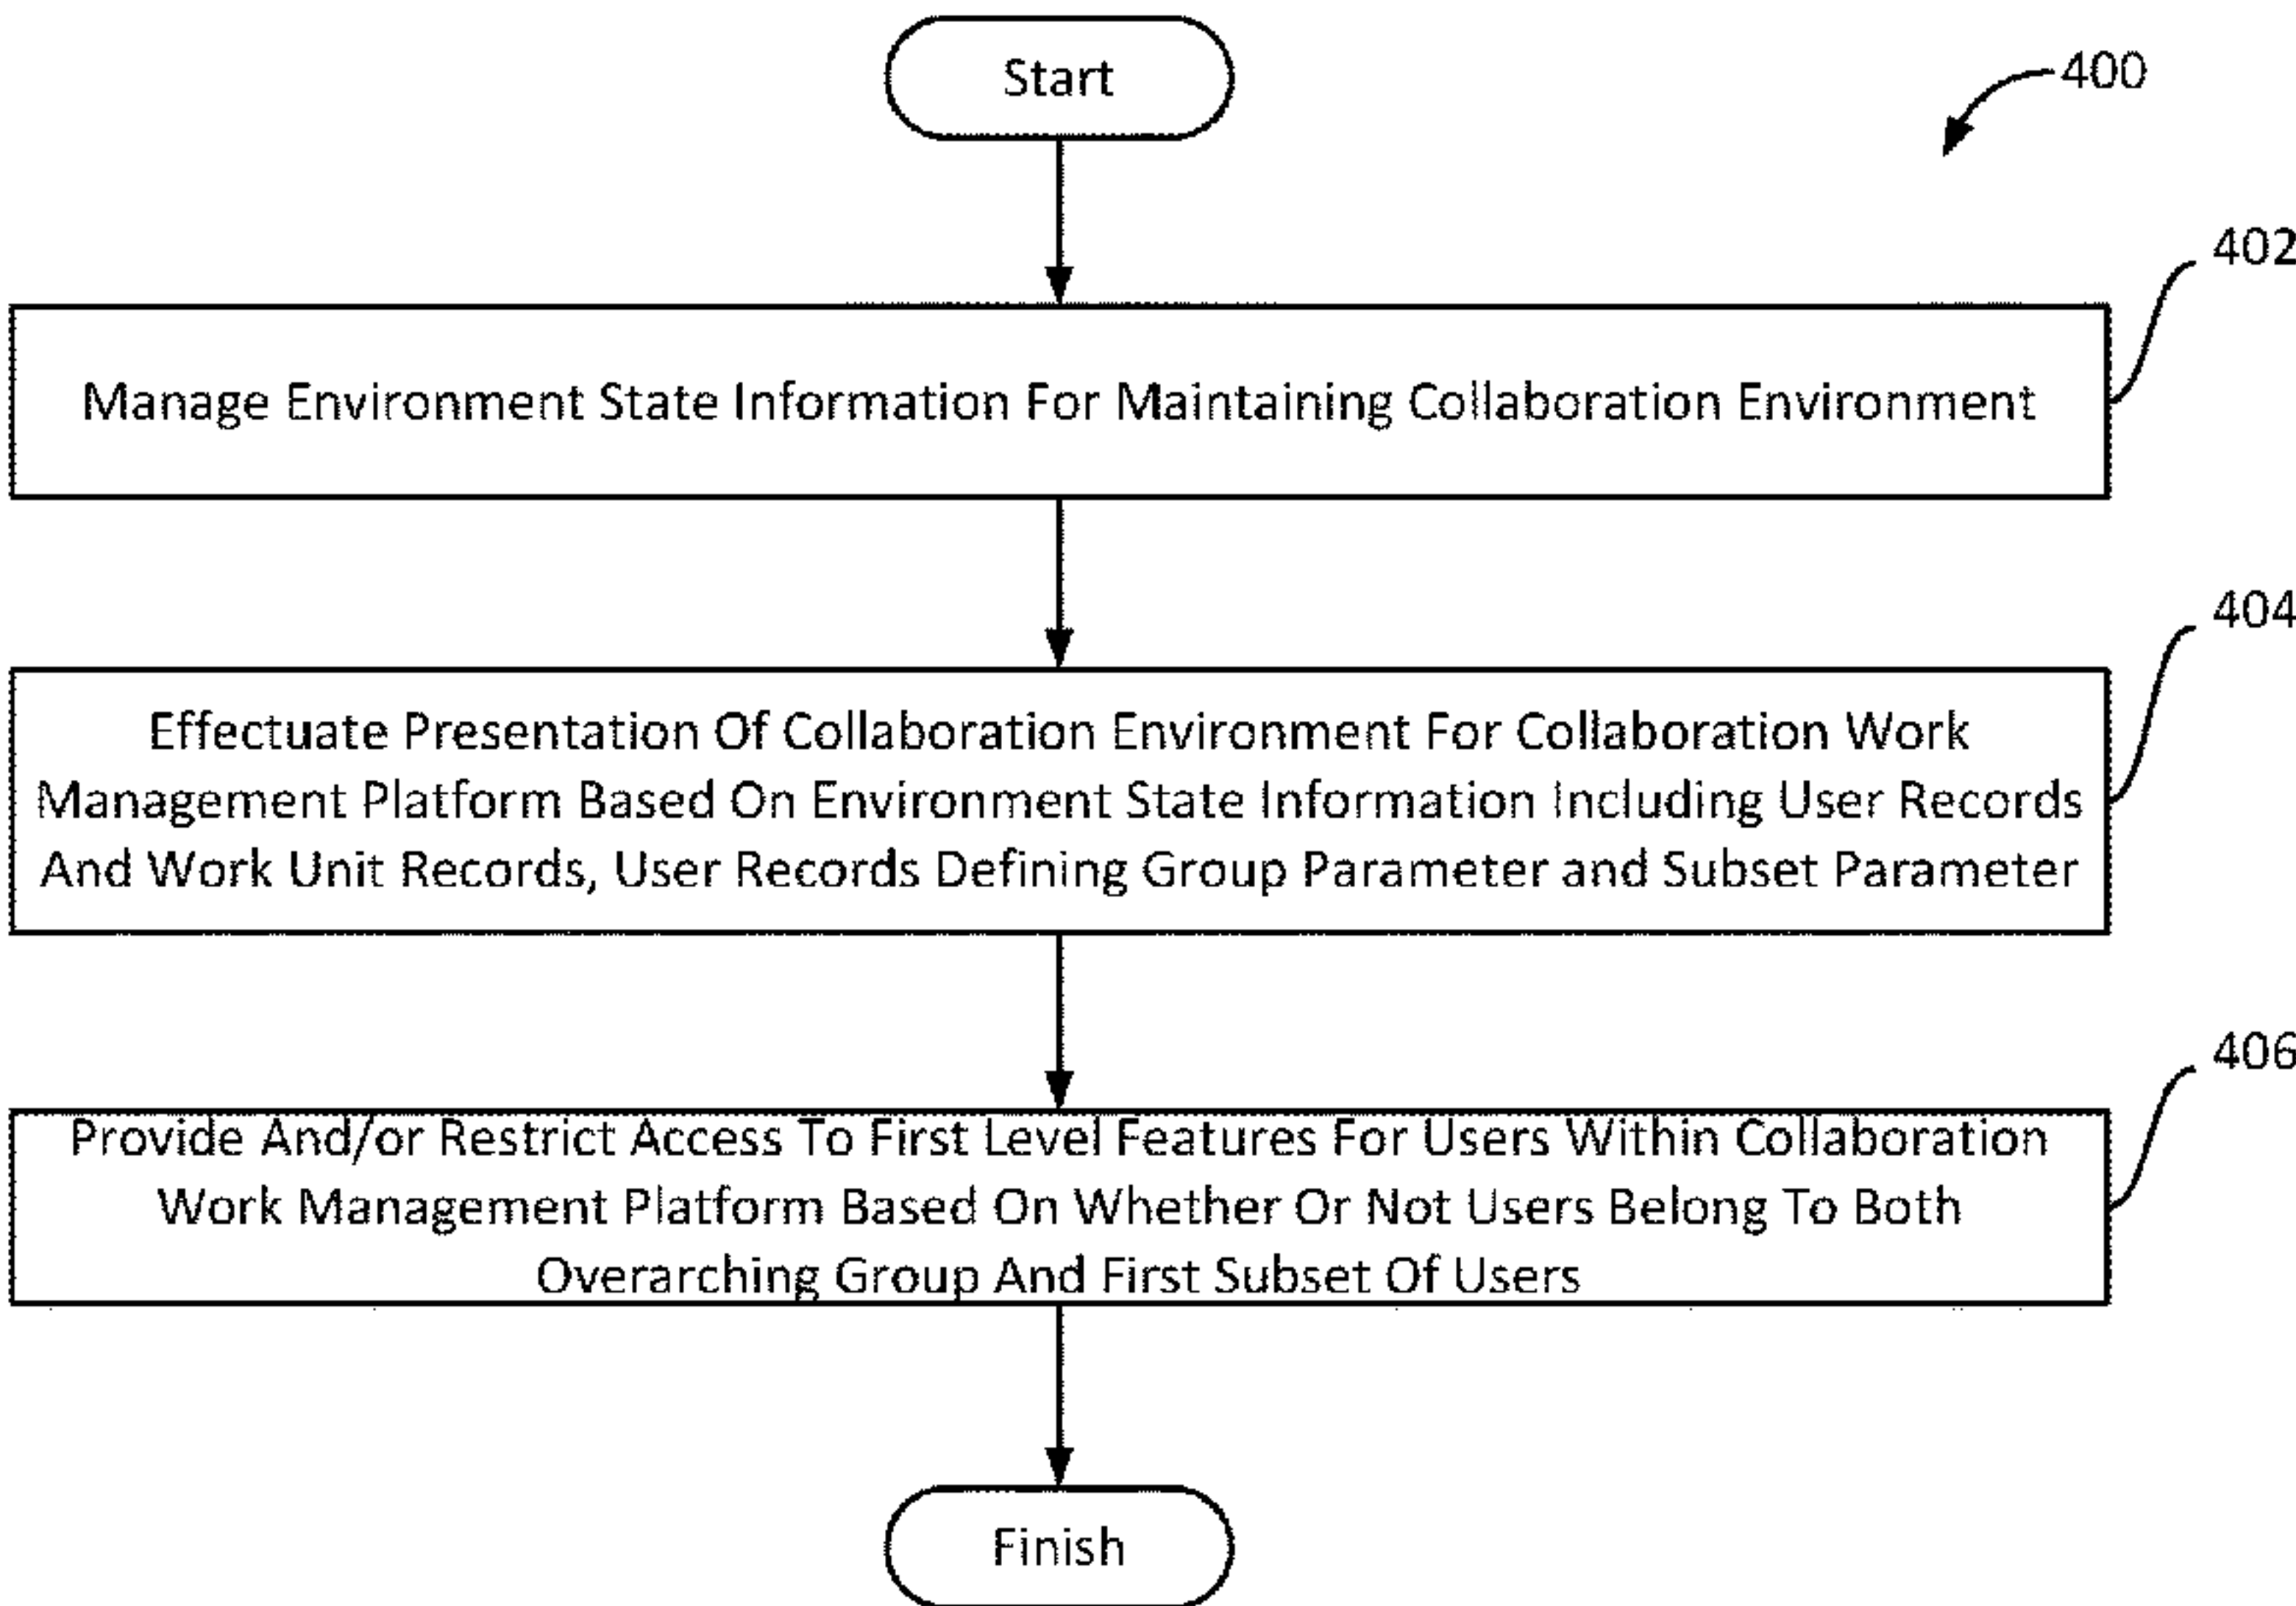 Start
400
402
Manage Environment State Information For Maintaining Collaboration Environment
404
Effectuate Presentation Of Collaboration Environment For Collaboration Work
Management Platform Based On Environment State Information Including User Records
And Work Unit Records, User Records Defining Group Parameter and Subset Parameter
406
Provide And/or Restrict Access To First Level Features For Users Within Collaboration
Work Management Platform Based On Whether Or Not Users Belong To Both
Overarching Group And First Subset Of Users
Finish